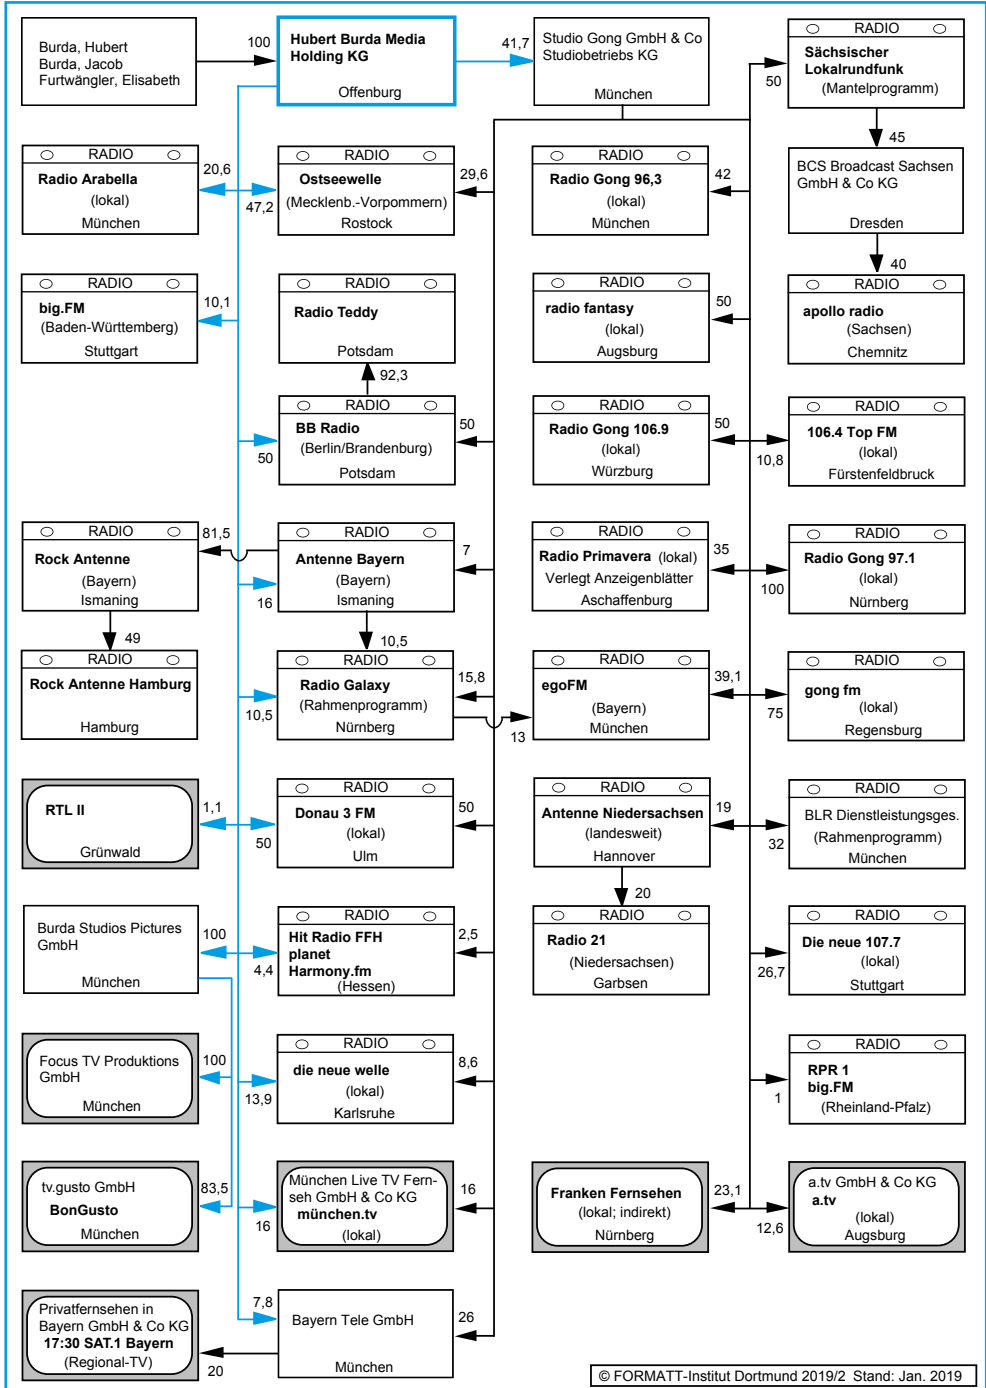 Burda, Hubert
Burda, Jacob
Furtwängler, Elisabeth
100
Hubert Burda Media
Holding KG
Offenburg
41,7
Studio Gong GmbH & Co
Studiobetriebs KG
München
50
RADIO
Sächsischer
Lokalrundfunk
(Mantelprogramm)
45
BCS Broadcast Sachsen
GmbH & Co KG
Dresden
40
RADIO
apollo radio
(Sachsen)
Chemnitz
RADIO
Radio Arabella
(lokal)
München
20,6
47,2
RADIO
Ostseewelle
(Mecklenb.-Vorpommern)
Rostock
29,6
RADIO
Radio Gong 96,3
(lokal)
München
42
RADIO
big.FM
(Baden-Württemberg)
Stuttgart
10,1
RADIO
Radio Teddy
Potsdam
92,3
RADIO
radio fantasy
(lokal)
Augsburg
50
RADIO
BB Radio
(Berlin/Brandenburg)
Potsdam
50
50
RADIO
Radio Gong 106.9
(lokal)
Würzburg
50
10,8
RADIO
106.4 Top FM
(lokal)
Fürstenfeldbruck
RADIO
Rock Antenne
(Bayern)
Ismaning
81,5
16
RADIO
Antenne Bayern
(Bayern)
Ismaning
7
RADIO
Radio Primavera (lokal)
Verlegt Anzeigenblätter
Aschaffenburg
35
100
RADIO
Radio Gong 97.1
(lokal)
Nürnberg
49
10,5
RADIO
Rock Antenne Hamburg
Hamburg
10,5
RADIO
Radio Galaxy
(Rahmenprogramm)
Nürnberg
15,8
13
RADIO
egoFM
(Bayern)
München
39,1
75
RADIO
gong fm
(lokal)
Regensburg
RTL II
Grünwald
1,1
50
RADIO
Donau 3 FM
(lokal)
Ulm
50
RADIO
Antenne Niedersachsen
(landesweit)
Hannover
19
32
RADIO
BLR Dienstleistungsges.
(Rahmenprogramm)
München
20
Burda Studios Pictures
GmbH
München
100
4,4
RADIO
Hit Radio FFH
planet
Harmony.fm
(Hessen)
2,5
RADIO
Radio 21
(Niedersachsen)
Garbsen
26,7
RADIO
Die neue 107.7
(lokal)
Stuttgart
Focus TV Produktions
GmbH
München
100
13,9
RADIO
die neue welle
(lokal)
Karlsruhe
8,6
1
RADIO
RPR 1
big.FM
(Rheinland-Pfalz)
tv.gusto GmbH
BonGusto
München
83,5
16
München Live TV Fern-
seh GmbH & Co KG
münchen.tv
(lokal)
16
Franken Fernsehen
(lokal; indirekt)
Nürnberg
23,1
12,6
a.tv GmbH & Co KG
a.tv
(lokal)
Augsburg
Privatfernsehen in
Bayern GmbH & Co KG
17:30 SAT.1 Bayern
(Regional-TV)
20
7,8
Bayern Tele GmbH
München
26
© FORMATT-Institut Dortmund 2019/2 Stand: Jan. 2019